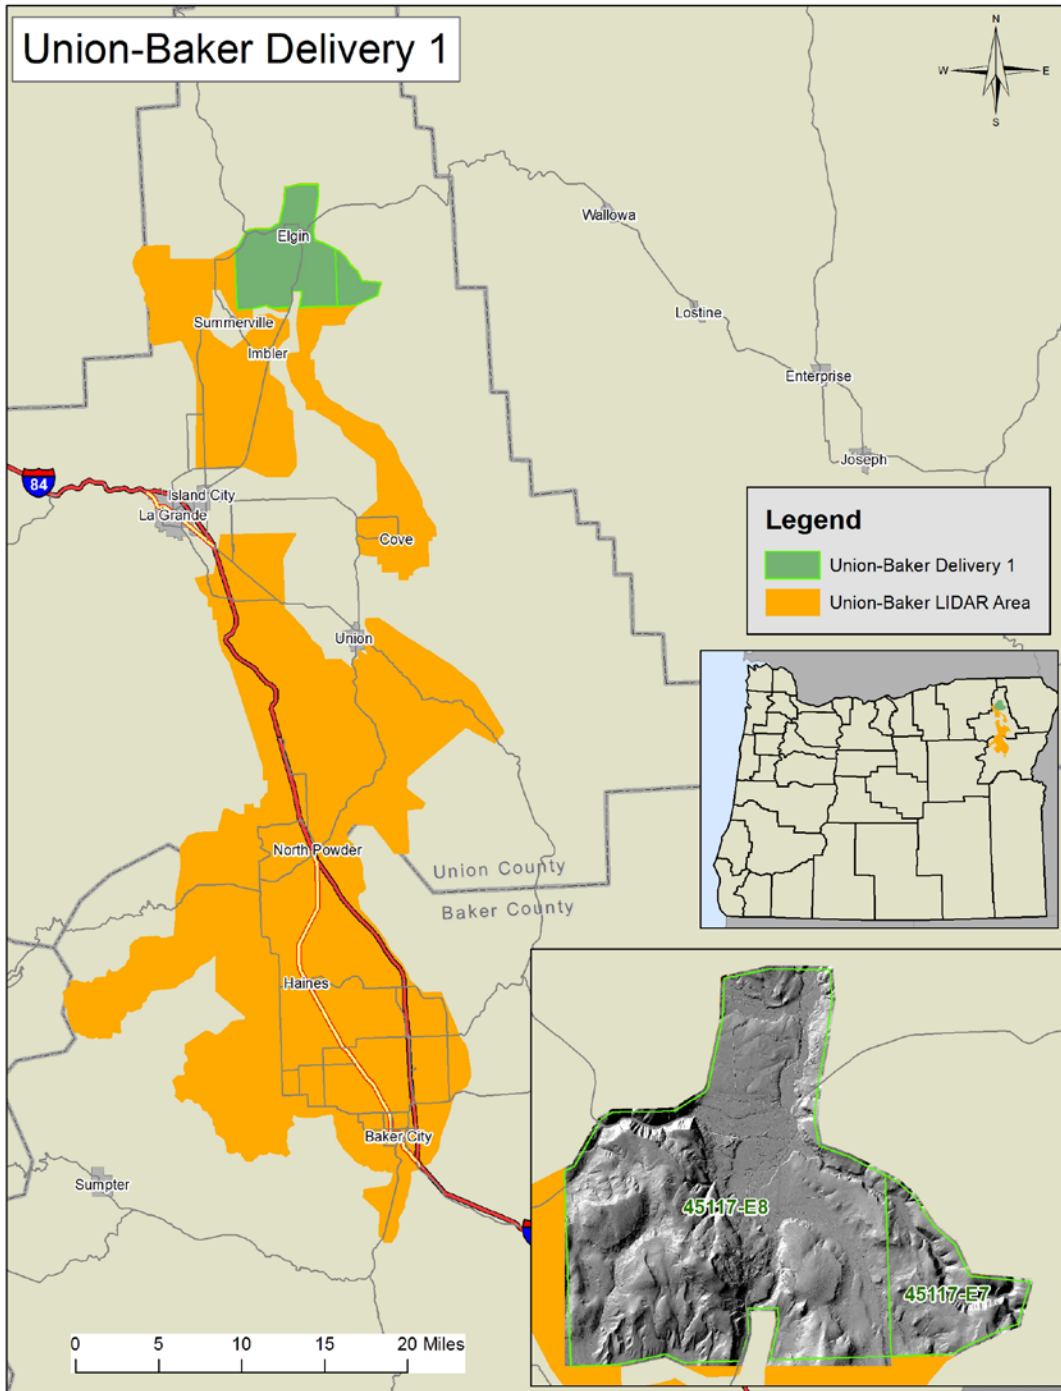 Union-Baker Delivery 1
N
W
E
S
Elgin
Wallowa
Lostine
Summerville
Imbler
Enterprise
Joseph
84
Island City
La Grande
Cove
Union
Legend
Union-Baker Delivery 1
Union-Baker LIDAR Area
North Powder
Union County
Baker County
Haines
Baker City
Sumpter
45117-E8
45117-E7
0 5 10 15 20 Miles